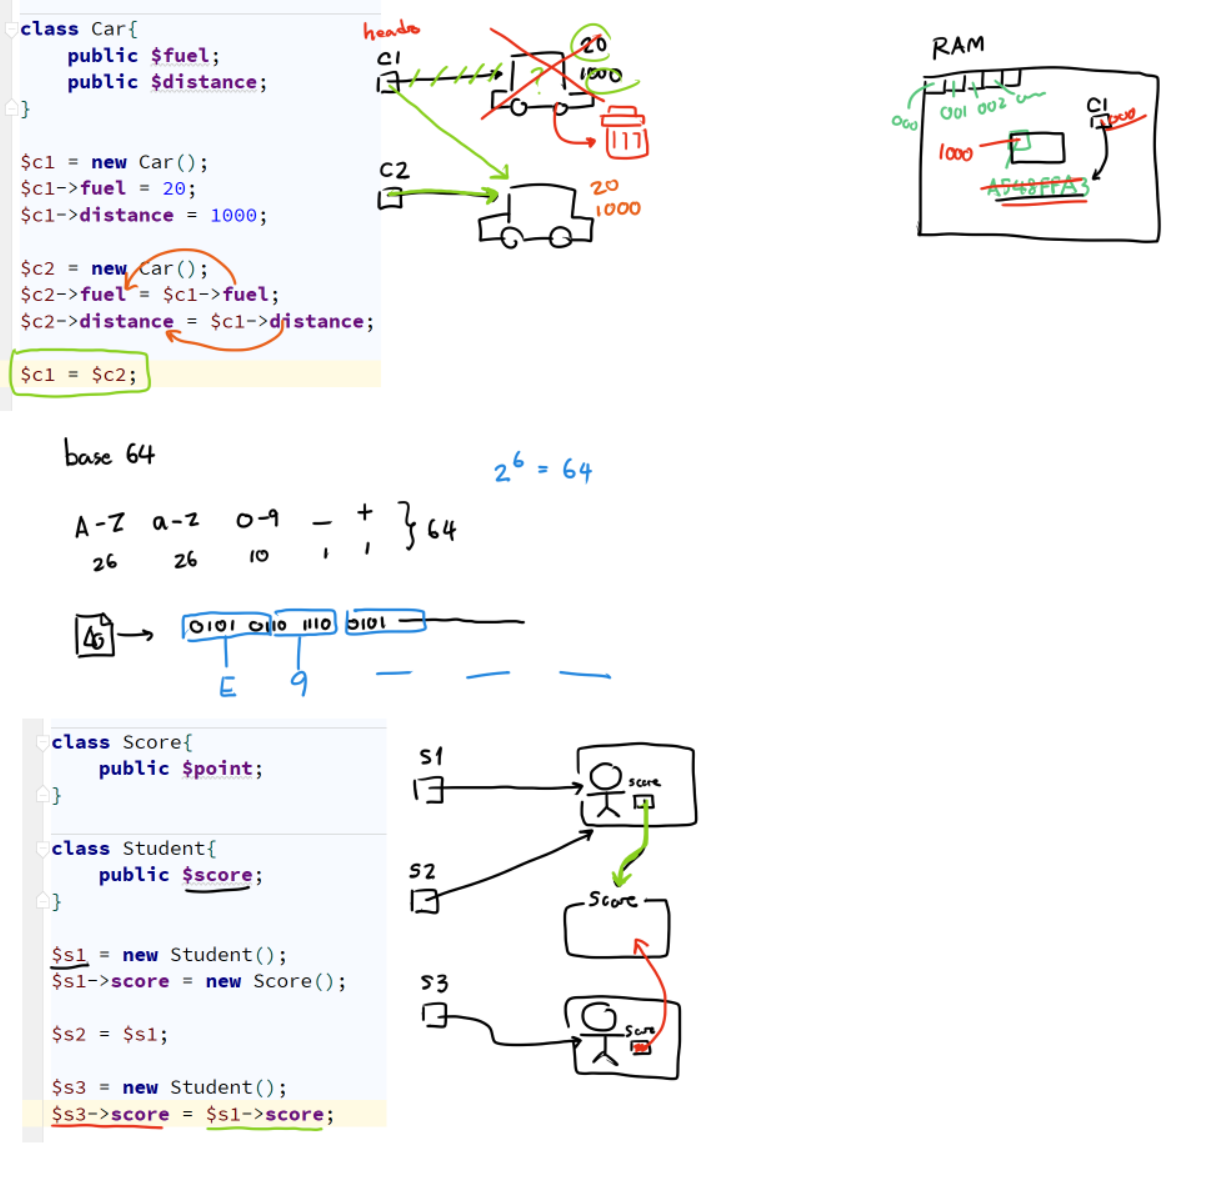 class Car{
public $fuel;
public $distance;
}
$c1 = new Car();
$c1->fuel = 20;
$c1->distance = 1000;
$c2 = new Car();
$c2->fuel = $c1->fuel;
$c2->distance = $c1->distance;
$c1 = $c2;
C1
20
1000
?
C2
20
1000
RAM
000 001 002
C1
000
1000
A548FFA3
base 64
2^6 = 64
A-Z a-z 0-9 - + } 64
26 26 10 1 1
0101 0110 1110 0101
E 9
class Score{
public $point;
}
class Student{
public $score;
}
$s1 = new Student();
$s1->score = new Score();
$s2 = $s1;
$s3 = new Student();
$s3->score = $s1->score;
S1
score
S2
Score
S3
Score